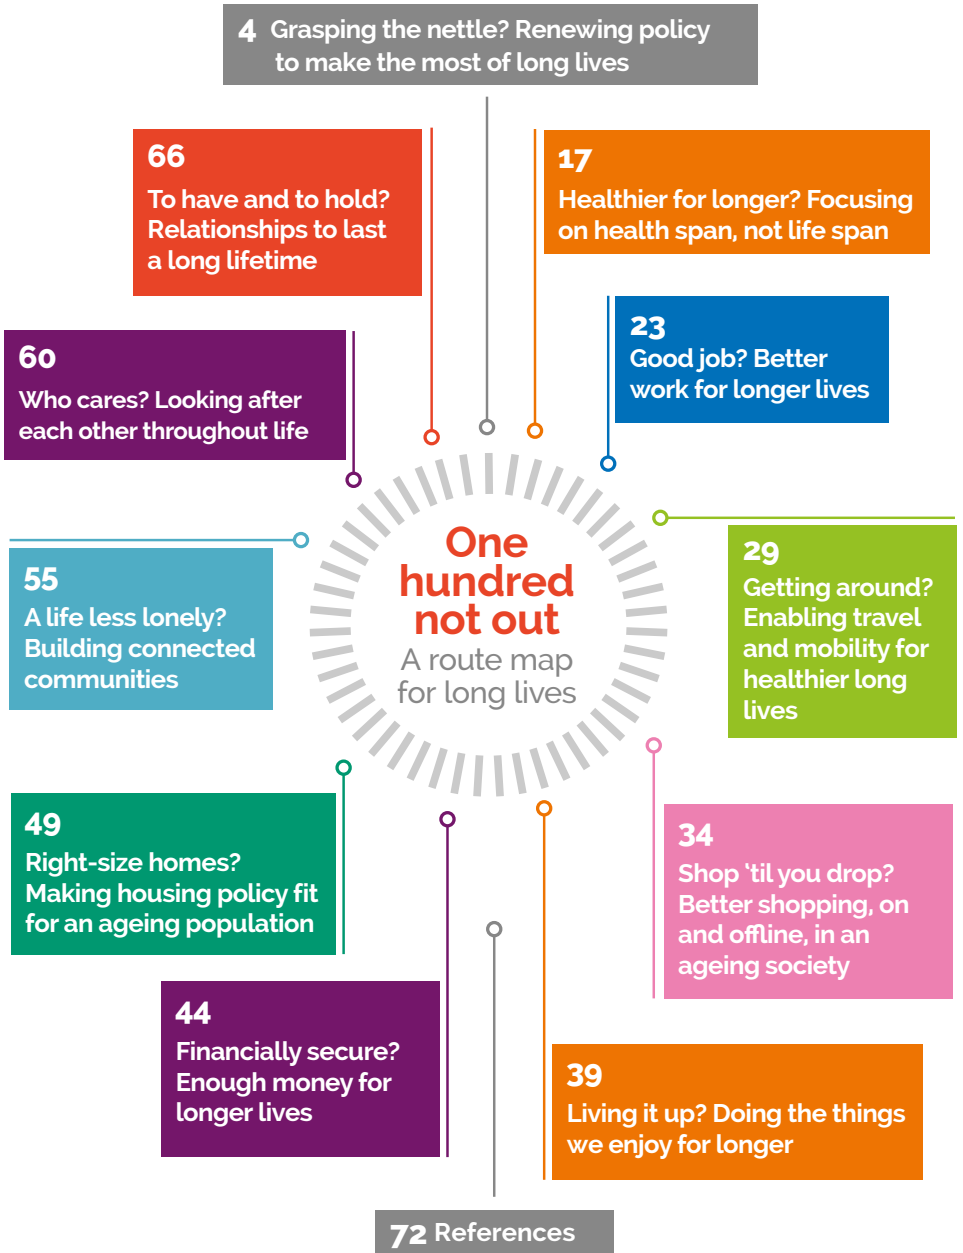 4 Grasping the nettle? Renewing policy
to make the most of long lives
17
Healthier for longer? Focusing
on health span, not life span
23
Good job? Better
work for longer lives
29
Getting around?
Enabling travel
and mobility for
healthier long
lives
34
Shop ‘til you drop?
Better shopping, on
and offline, in an
ageing society
39
Living it up? Doing the things
we enjoy for longer
44
Financially secure?
Enough money for
longer lives
49
Right-size homes?
Making housing policy fit
for an ageing population
55
A life less lonely?
Building connected
communities
60
Who cares? Looking after
each other throughout life
66
To have and to hold?
Relationships to last
a long lifetime
One
hundred
not out
A route map
for long lives
72 References